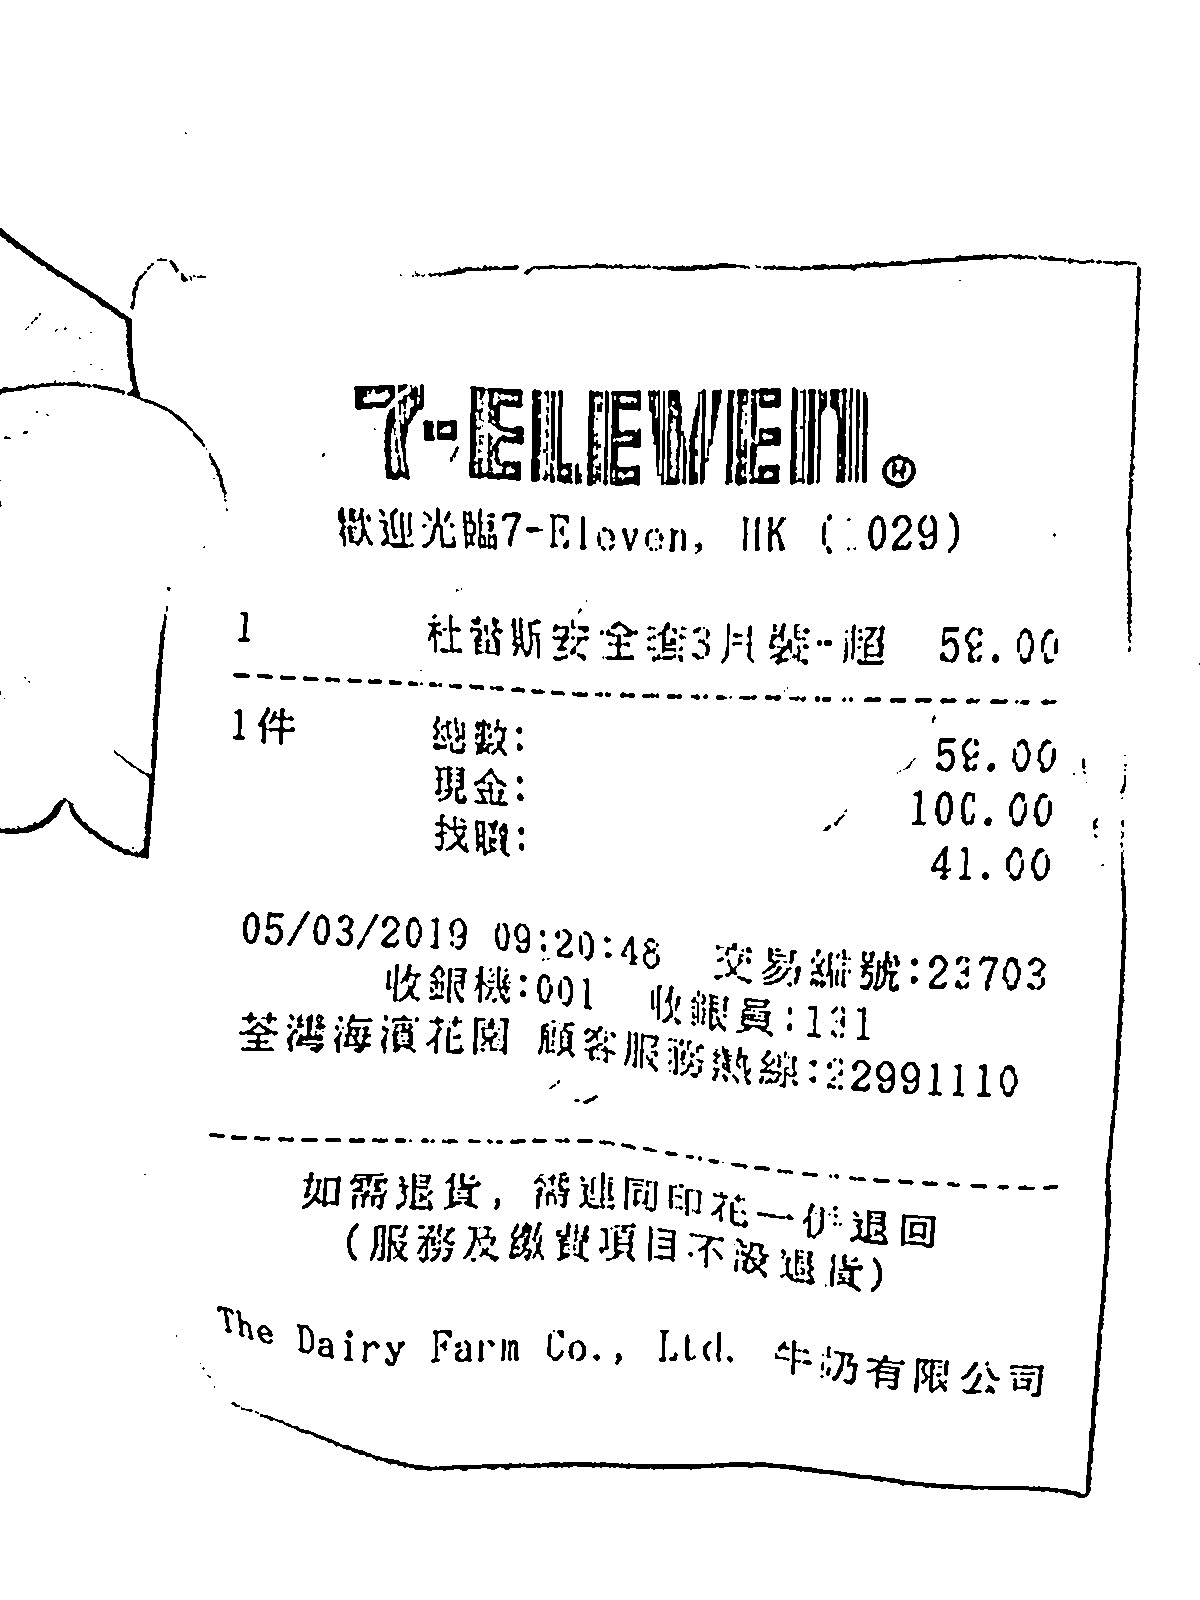 7-ELEVEN®
歡迎光臨7-Eleven, HK (1029)
1 杜蕾斯安全套3片裝-超 59.00
1件 總數: 59.00
現金: 100.00
找贖: 41.00
05/03/2019 09:20:48 交易編號:23703
收銀機:001 收銀員:131
荃灣海濱花園 顧客服務熱線:22991110
如需退貨, 需連同印花一併退回
(服務及繳費項目不設退貨)
The Dairy Farm Co., Ltd. 牛奶有限公司